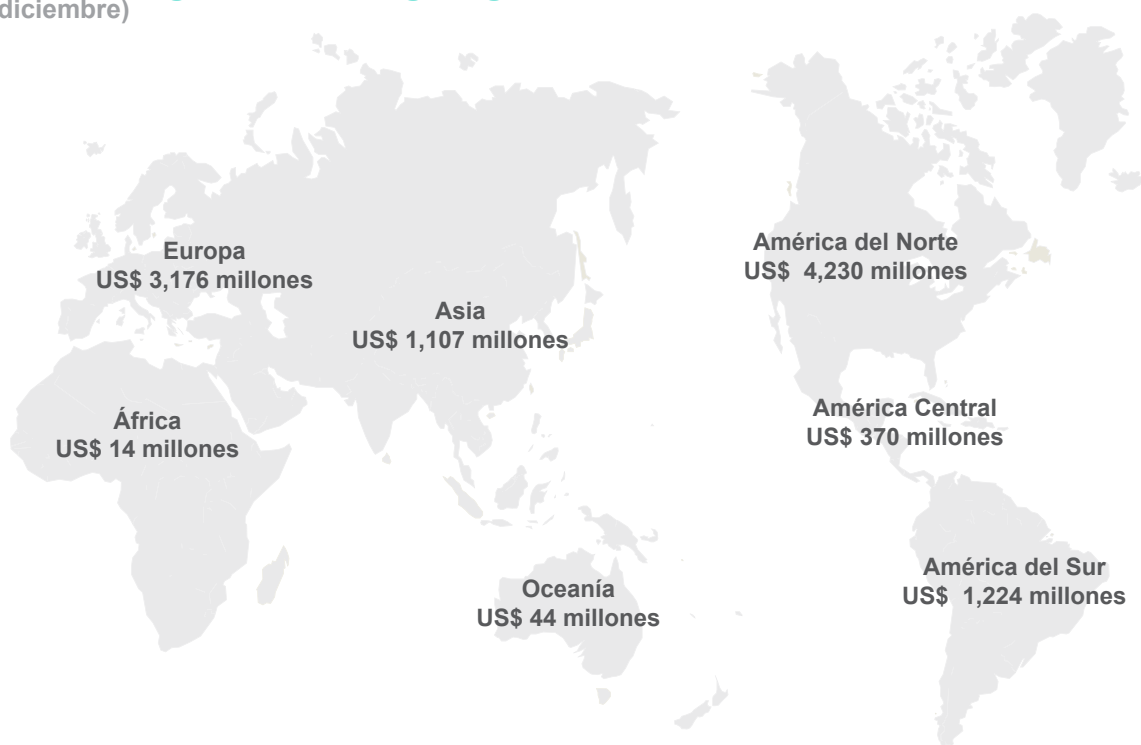 diciembre)
Europa
US$ 3,176 millones
Asia
US$ 1,107 millones
África
US$ 14 millones
Oceanía
US$ 44 millones
América del Norte
US$  4,230 millones
América Central
US$ 370 millones
América del Sur
US$  1,224 millones